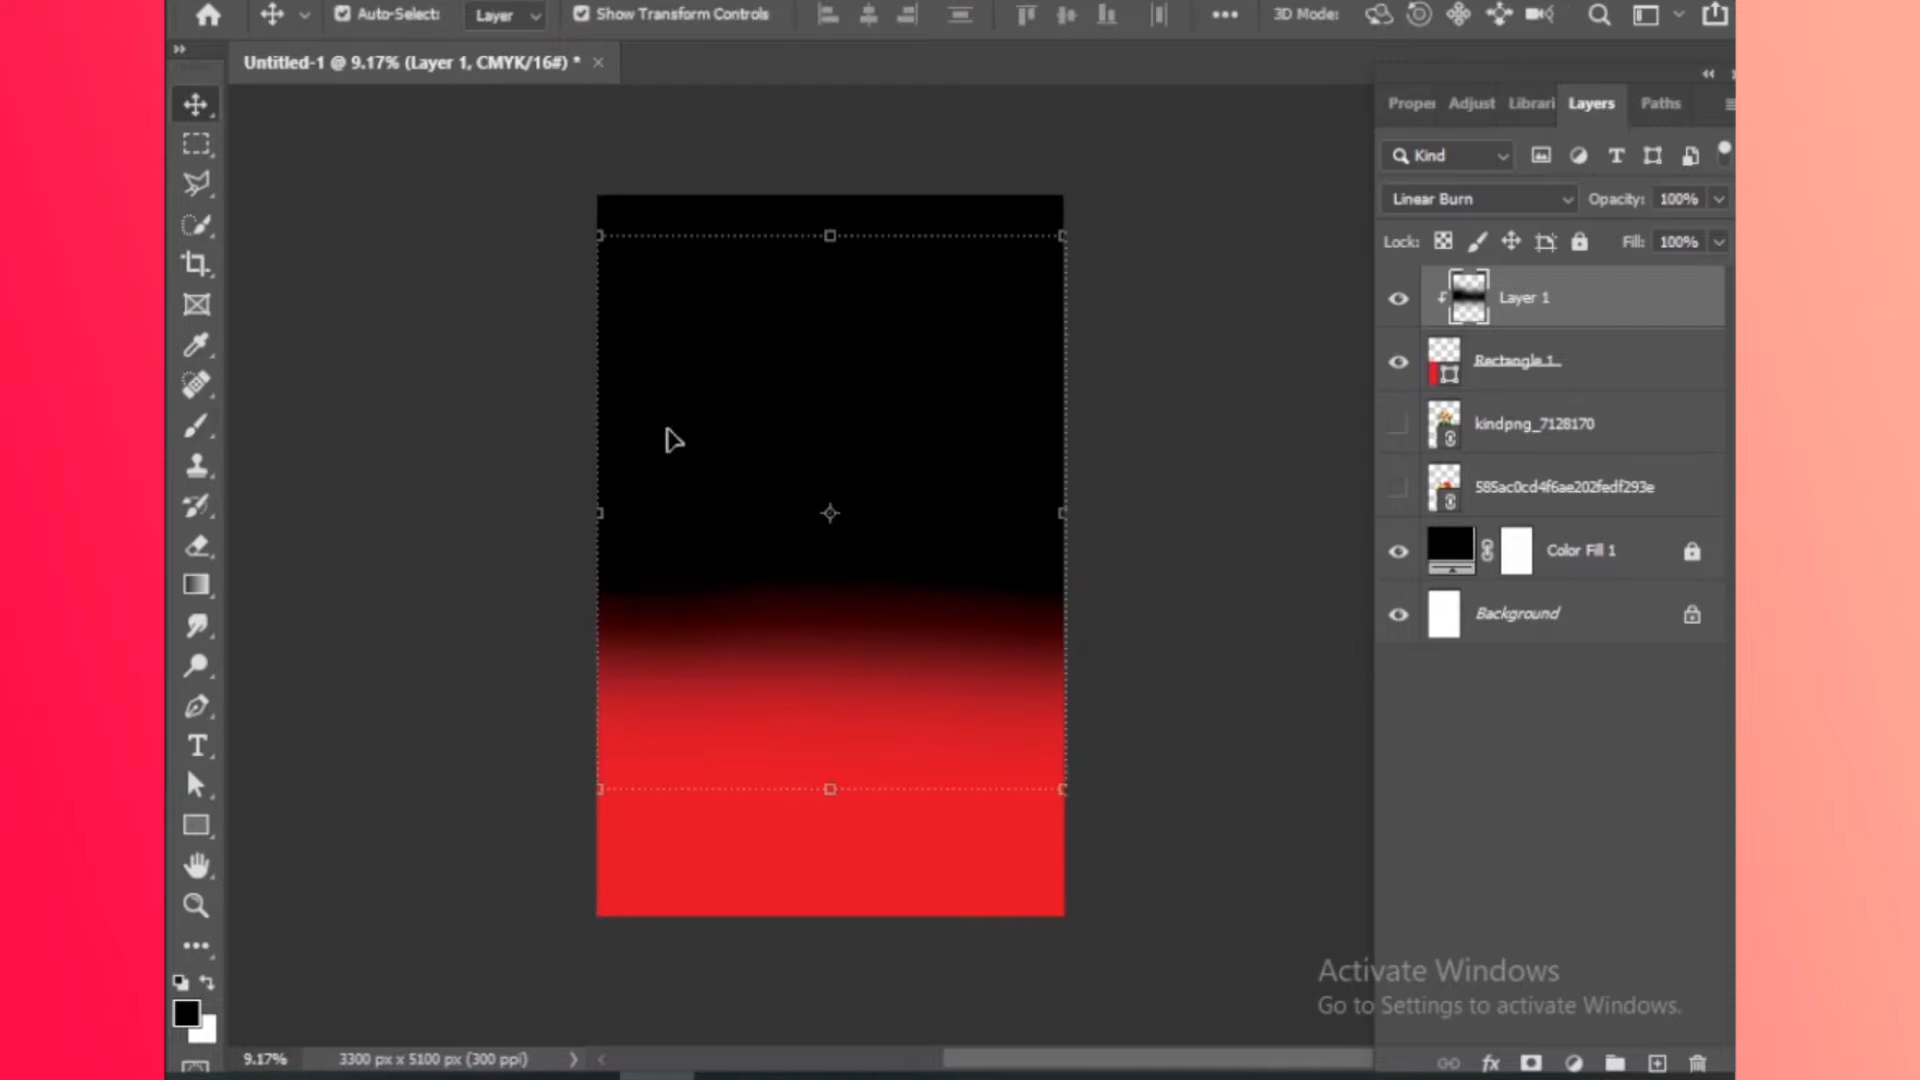 Auto-Select:
Layer
Show Transform Controls
3D Mode:
Untitled-1 @ 9.17% (Layer 1, CMYK/16#) *
Proper
Adjust
Librari
Layers
Paths
Kind
Linear Burn
Opacity: 100%
Lock:
Fill: 100%
Layer 1
Rectangle 1
kindpng_7128170
585ac0cd4f6ae202fedf293e
Color Fill 1
Background
Activate Windows
Go to Settings to activate Windows.
9.17%
3300 px x 5100 px (300 ppi)